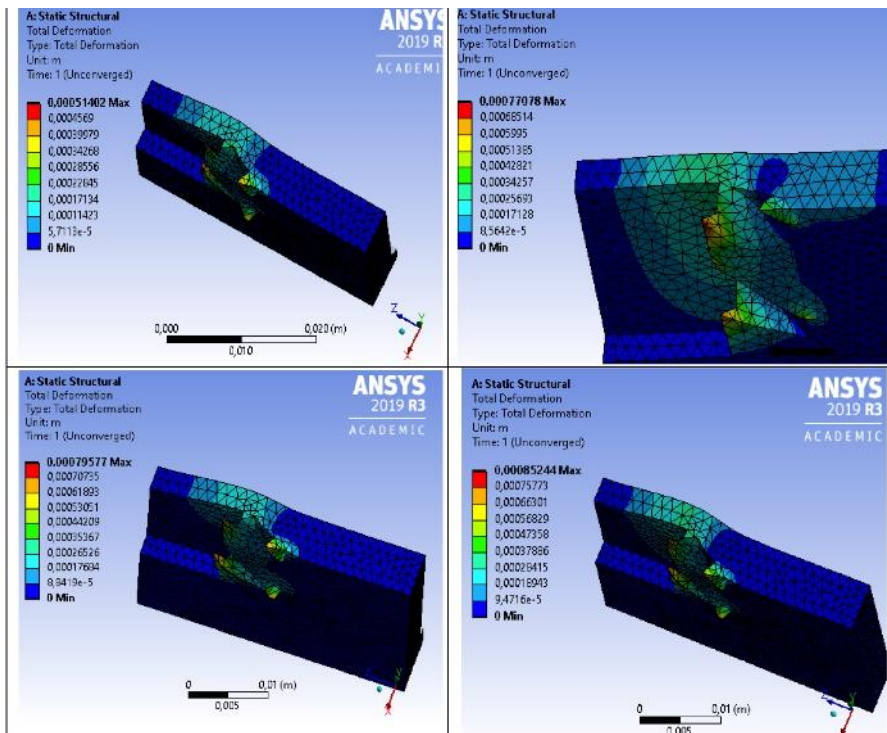 A: Static Structural
Total Deformation
Type: Total Deformation
Unit: m
Time: 1 (Unconverged)
0,00051402 Max
0,0004569
0,00039979
0,00034268
0,00028556
0,00022845
0,00017134
0,00011423
5,7113e-5
0 Min
ANSYS
2019 R3
ACADEMIC
0,000
0,020 (m)
0,010
Z
Y
X
A: Static Structural
Total Deformation
Type: Total Deformation
Unit: m
Time: 1 (Unconverged)
0,00077078 Max
0,00068514
0,0005995
0,00051385
0,00042821
0,00034257
0,00025693
0,00017128
8,5642e-5
0 Min
ANSYS
2019 R
ACADEMI
A: Static Structural
Total Deformation
Type: Total Deformation
Unit: m
Time: 1 (Unconverged)
0,00079577 Max
0,00070735
0,00061893
0,00053051
0,00044209
0,00035367
0,00026526
0,00017684
8,8419e-5
0 Min
ANSYS
2019 R3
ACADEMIC
0
0,01 (m)
0,005
Y
X
A: Static Structural
Total Deformation
Type: Total Deformation
Unit: m
Time: 1 (Unconverged)
0,00085244 Max
0,00075773
0,00066301
0,00056829
0,00047358
0,00037886
0,00028415
0,00018943
9,4716e-5
0 Min
ANSYS
2019 R3
ACADEMIC
0
0,01 (m)
0,005
Z
Y